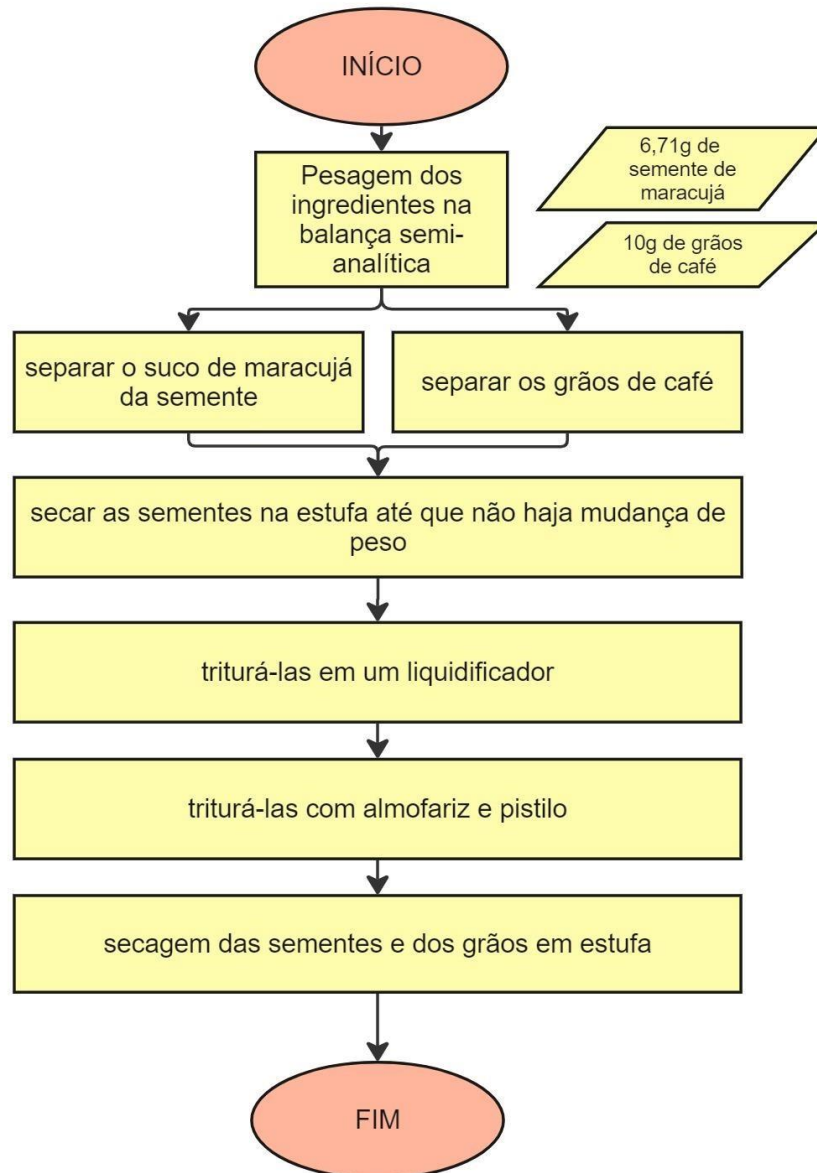 INÍCIO
Pesagem dos
ingredientes na
balança semi-
analítica
6,71g de
semente de
maracujá
10g de grãos
de café
separar o suco de maracujá
da semente
separar os grãos de café
secar as sementes na estufa até que não haja mudança de
peso
triturá-las em um liquidificador
triturá-las com almofariz e pistilo
secagem das sementes e dos grãos em estufa
FIM